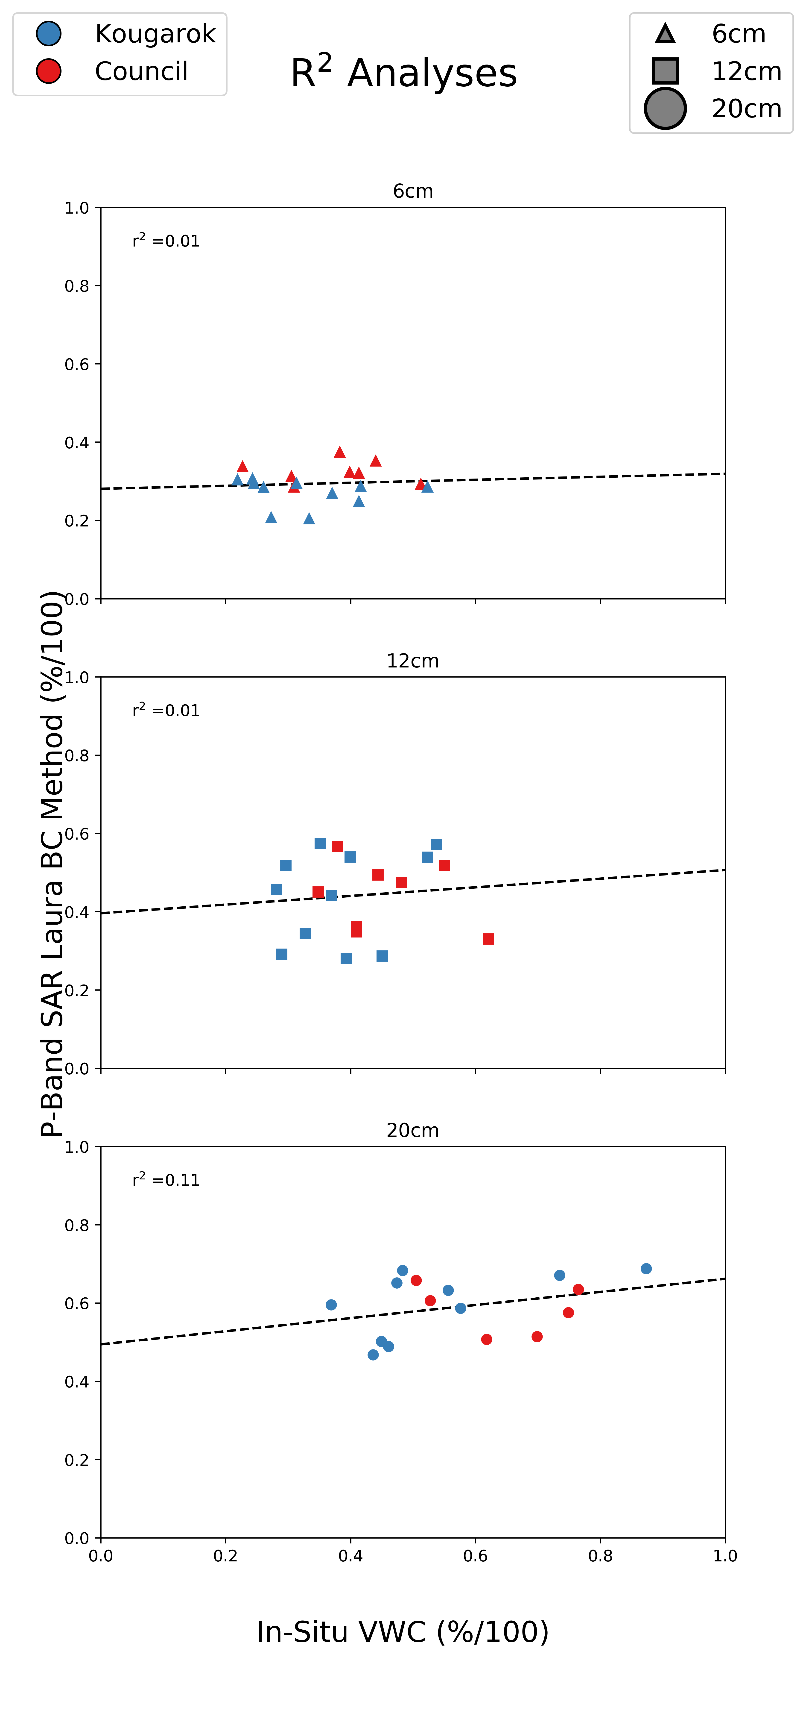 Kougarok
Council
R² Analyses
6cm
12cm
20cm
6cm
1.0
r² =0.01
0.8
0.6
0.4
0.2
0.0
P-Band SAR Laura BC Method (%/100)
12cm
1.0
r² =0.01
0.8
0.6
0.4
0.2
0.0
20cm
1.0
r² =0.11
0.8
0.6
0.4
0.2
0.0
0.0 0.2 0.4 0.6 0.8 1.0
In-Situ VWC (%/100)